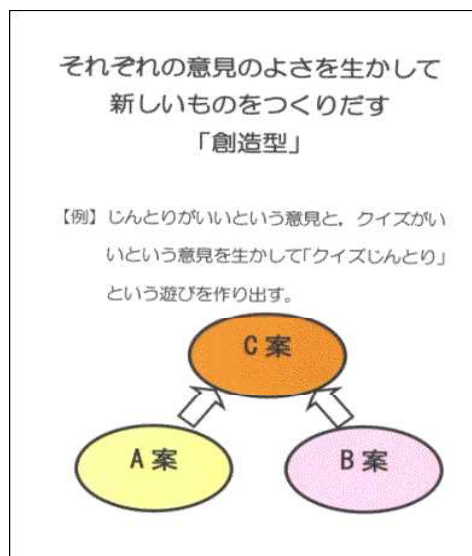 それぞれの意見のよさを生かして
新しいものをつくりだす
「創造型」
【例】じんとりがいいという意見と，クイズがい
いという意見を生かして「クイズじんとり」
という遊びを作り出す。
C案
A案
B案